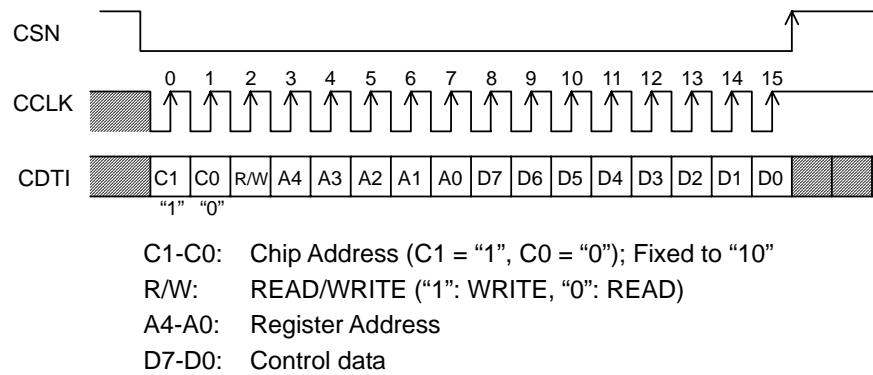 CSN
0 1 2 3 4 5 6 7 8 9 10 11 12 13 14 15
CCLK
CDTI C1 C0 R/W A4 A3 A2 A1 A0 D7 D6 D5 D4 D3 D2 D1 D0
“1” “0”
C1-C0: Chip Address (C1 = “1”, C0 = “0”); Fixed to “10”
R/W: READ/WRITE (“1”: WRITE, “0”: READ)
A4-A0: Register Address
D7-D0: Control data